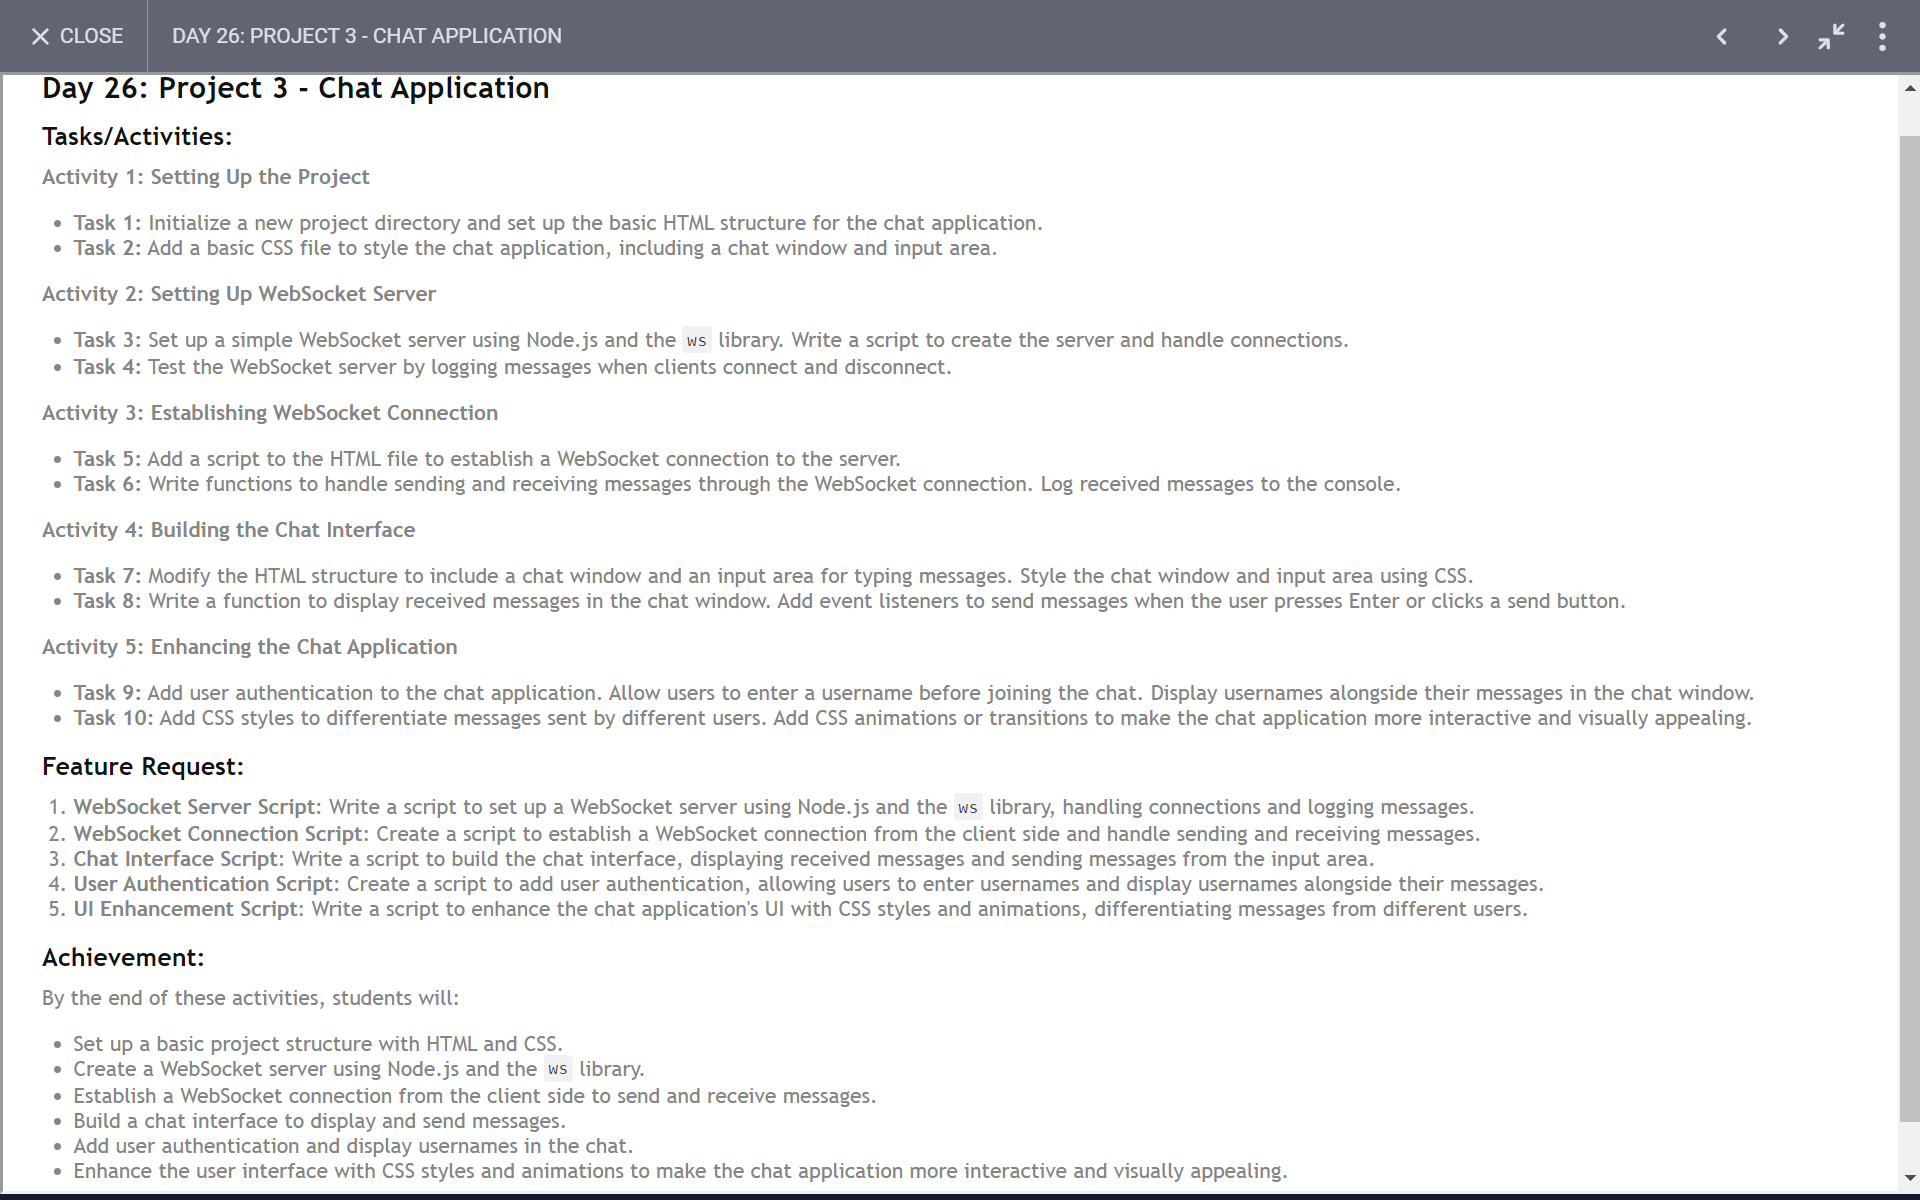 CLOSE
DAY 26: PROJECT 3 - CHAT APPLICATION
Day 26: Project 3 - Chat Application
Tasks/Activities:
Activity 1: Setting Up the Project
• Task 1: Initialize a new project directory and set up the basic HTML structure for the chat application.
• Task 2: Add a basic CSS file to style the chat application, including a chat window and input area.
Activity 2: Setting Up WebSocket Server
• Task 3: Set up a simple WebSocket server using Node.js and the ws library. Write a script to create the server and handle connections.
• Task 4: Test the WebSocket server by logging messages when clients connect and disconnect.
Activity 3: Establishing WebSocket Connection
• Task 5: Add a script to the HTML file to establish a WebSocket connection to the server.
• Task 6: Write functions to handle sending and receiving messages through the WebSocket connection. Log received messages to the console.
Activity 4: Building the Chat Interface
• Task 7: Modify the HTML structure to include a chat window and an input area for typing messages. Style the chat window and input area using CSS.
• Task 8: Write a function to display received messages in the chat window. Add event listeners to send messages when the user presses Enter or clicks a send button.
Activity 5: Enhancing the Chat Application
• Task 9: Add user authentication to the chat application. Allow users to enter a username before joining the chat. Display usernames alongside their messages in the chat window.
• Task 10: Add CSS styles to differentiate messages sent by different users. Add CSS animations or transitions to make the chat application more interactive and visually appealing.
Feature Request:
1. WebSocket Server Script: Write a script to set up a WebSocket server using Node.js and the ws library, handling connections and logging messages.
2. WebSocket Connection Script: Create a script to establish a WebSocket connection from the client side and handle sending and receiving messages.
3. Chat Interface Script: Write a script to build the chat interface, displaying received messages and sending messages from the input area.
4. User Authentication Script: Create a script to add user authentication, allowing users to enter usernames and display usernames alongside their messages.
5. UI Enhancement Script: Write a script to enhance the chat application's UI with CSS styles and animations, differentiating messages from different users.
Achievement:
By the end of these activities, students will:
• Set up a basic project structure with HTML and CSS.
• Create a WebSocket server using Node.js and the ws library.
• Establish a WebSocket connection from the client side to send and receive messages.
• Build a chat interface to display and send messages.
• Add user authentication and display usernames in the chat.
• Enhance the user interface with CSS styles and animations to make the chat application more interactive and visually appealing.